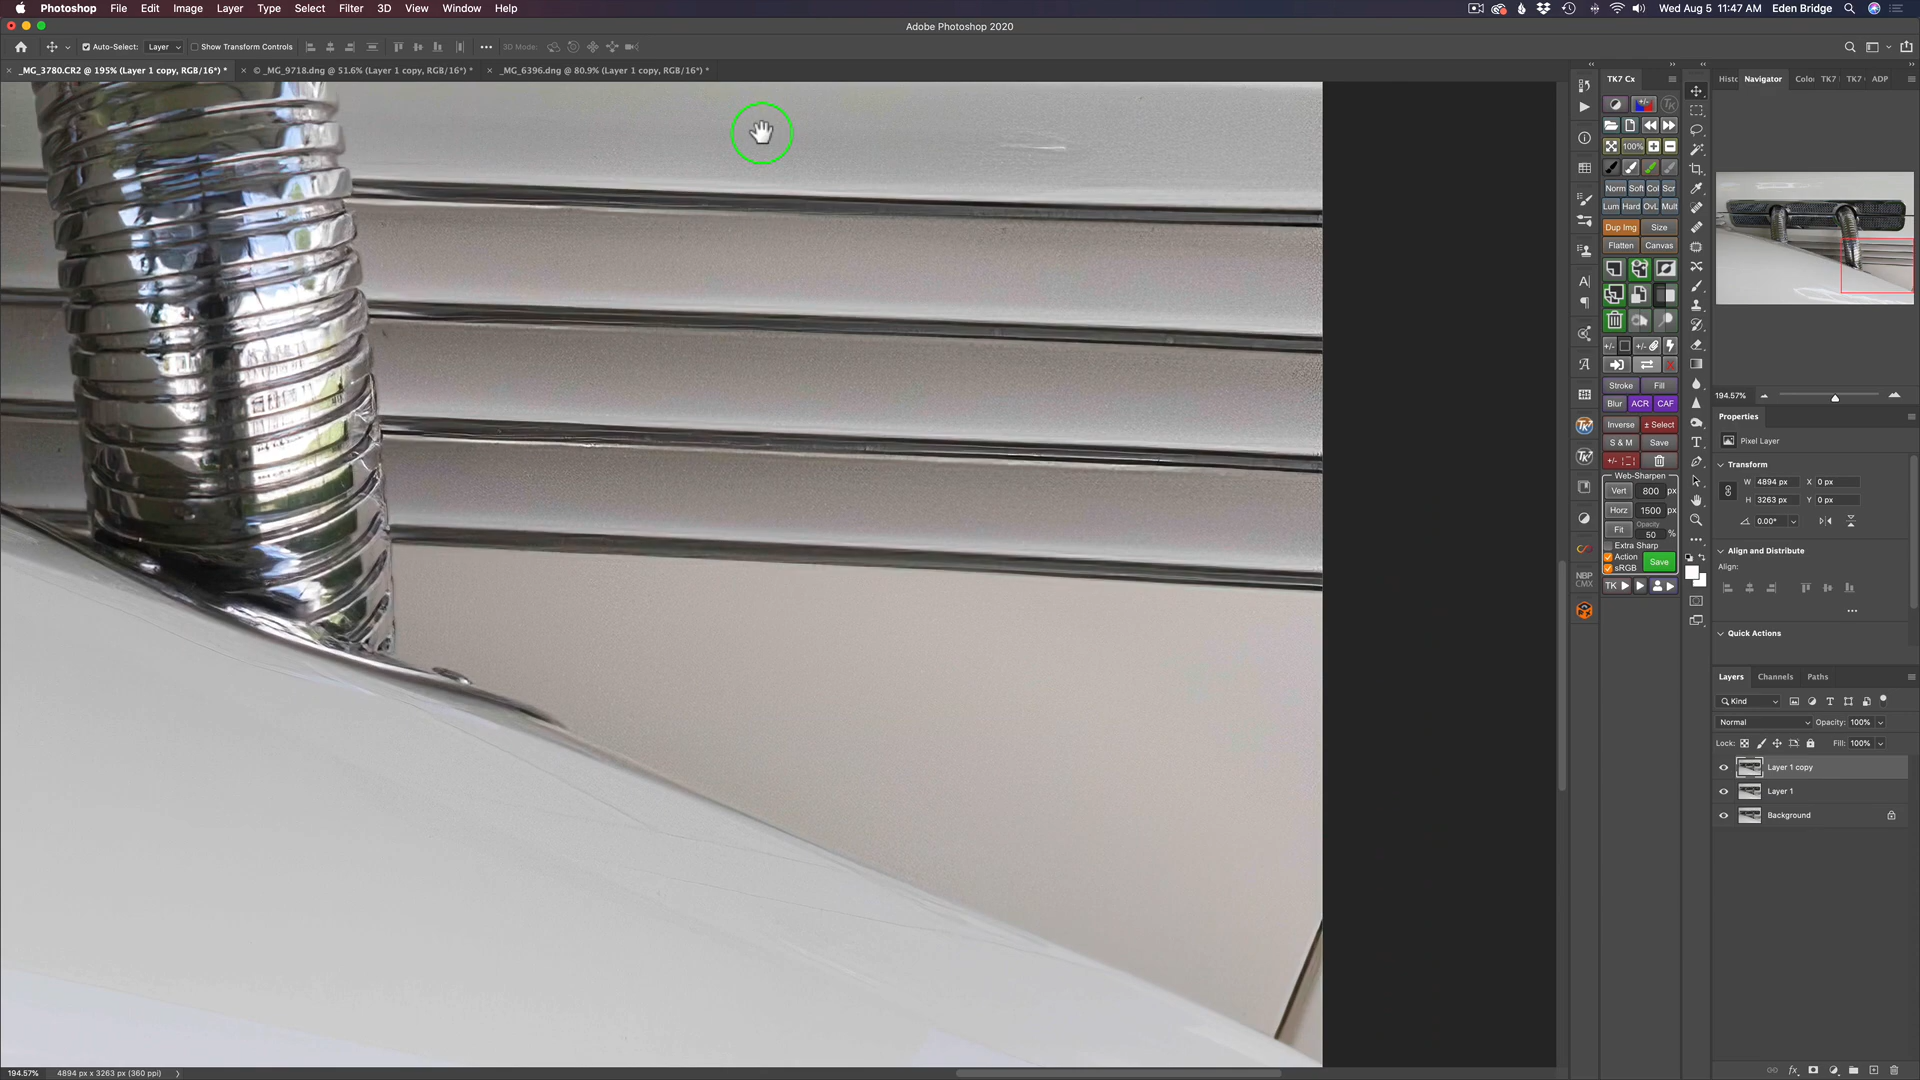 Photoshop File Edit Image Layer Type Select Filter 3D View Window Help
Wed Aug 5 11:47 AM Eden Bridge
Adobe Photoshop 2020
Auto-Select: Layer Show Transform Controls 3D Mode:
_MG_3780.CR2 @ 195% (Layer 1 copy, RGB/16*) *
© _MG_9718.dng @ 51.6% (Layer 1 copy, RGB/16*) *
_MG_6396.dng @ 80.9% (Layer 1 copy, RGB/16*) *
TK7 Cx
100%
Norm Soft Col Scr
Lum Hard OvL Mult
Dup Img Size
Flatten Canvas
Stroke Fill
Blur ACR CAF
Inverse ± Select
S & M Save
Web-Sharpen
Vert 800 px
Horz 1500 px
Opacity
Fit 50 %
Extra Sharp
Action
sRGB
Save
TK
NBP
CMX
Histo Navigator Colo TK7 TK7 ADP
194.57%
Properties
Pixel Layer
Transform
W 4894 px X 0 px
H 3263 px Y 0 px
0.00°
Align and Distribute
Align:
Quick Actions
Layers Channels Paths
Kind
Normal Opacity: 100%
Lock: Fill: 100%
Layer 1 copy
Layer 1
Background
194.57% 4894 px x 3263 px (360 ppi)